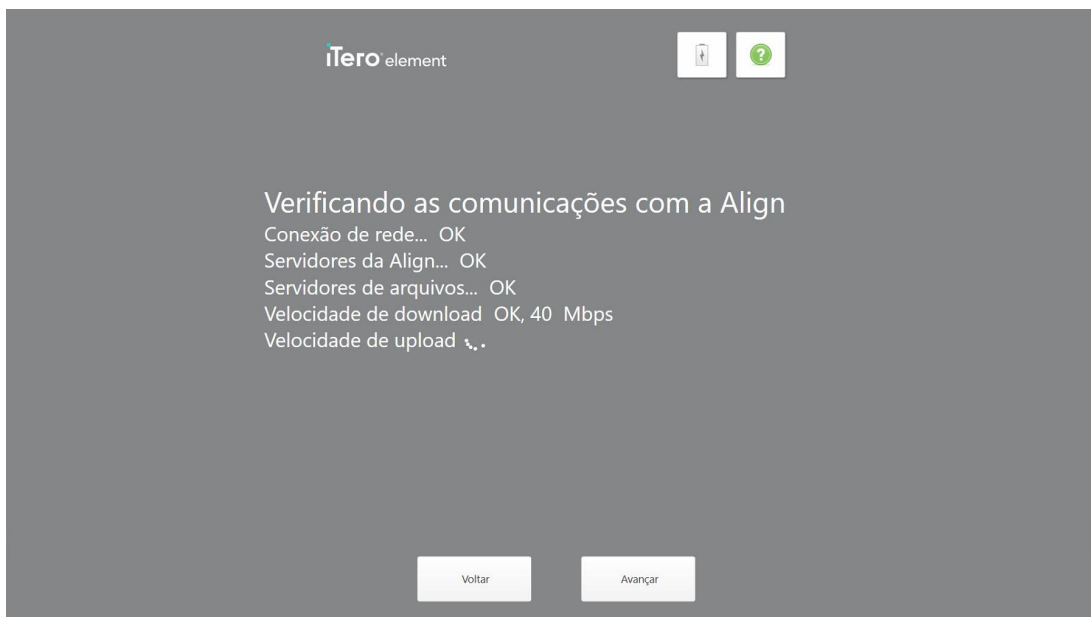 iTero element
Verificando as comunicações com a Align
Conexão de rede... OK
Servidores da Align... OK
Servidores de arquivos... OK
Velocidade de download OK, 40 Mbps
Velocidade de upload
Voltar
Avançar